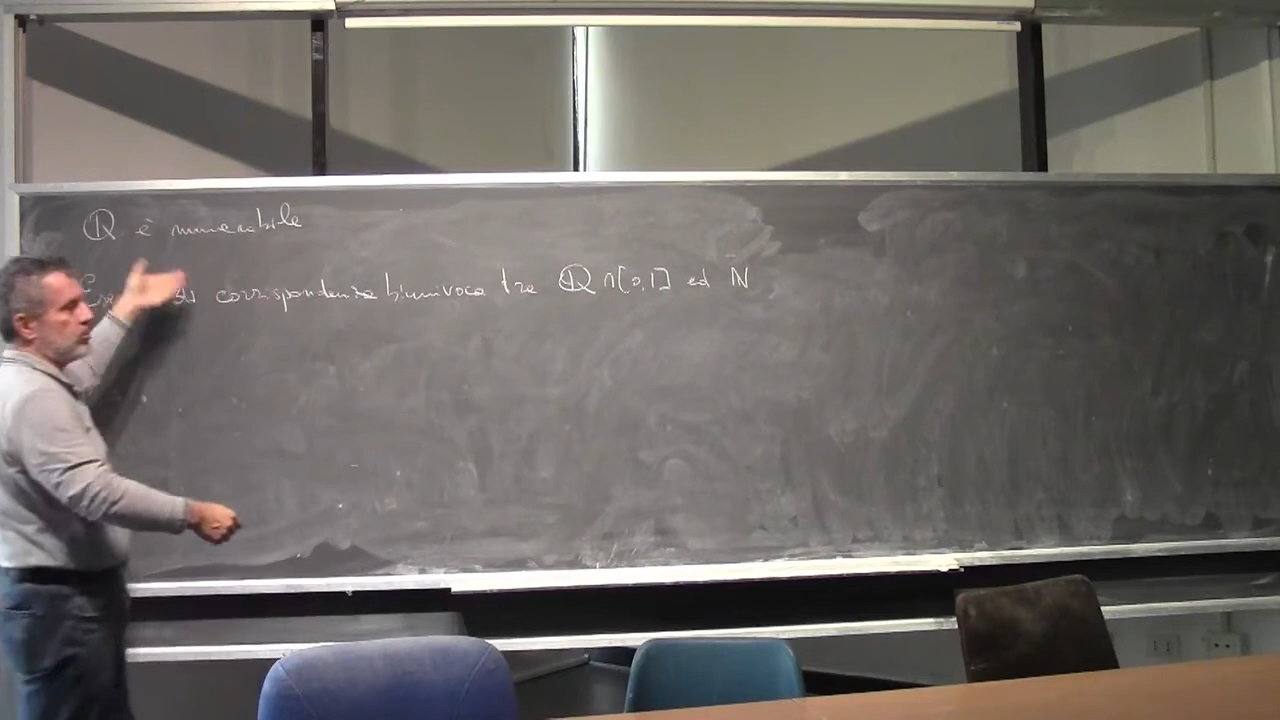 ℚ è numerabile
corrispondenza biunivoca tra ℚ ∩ [0,1] ed ℕ